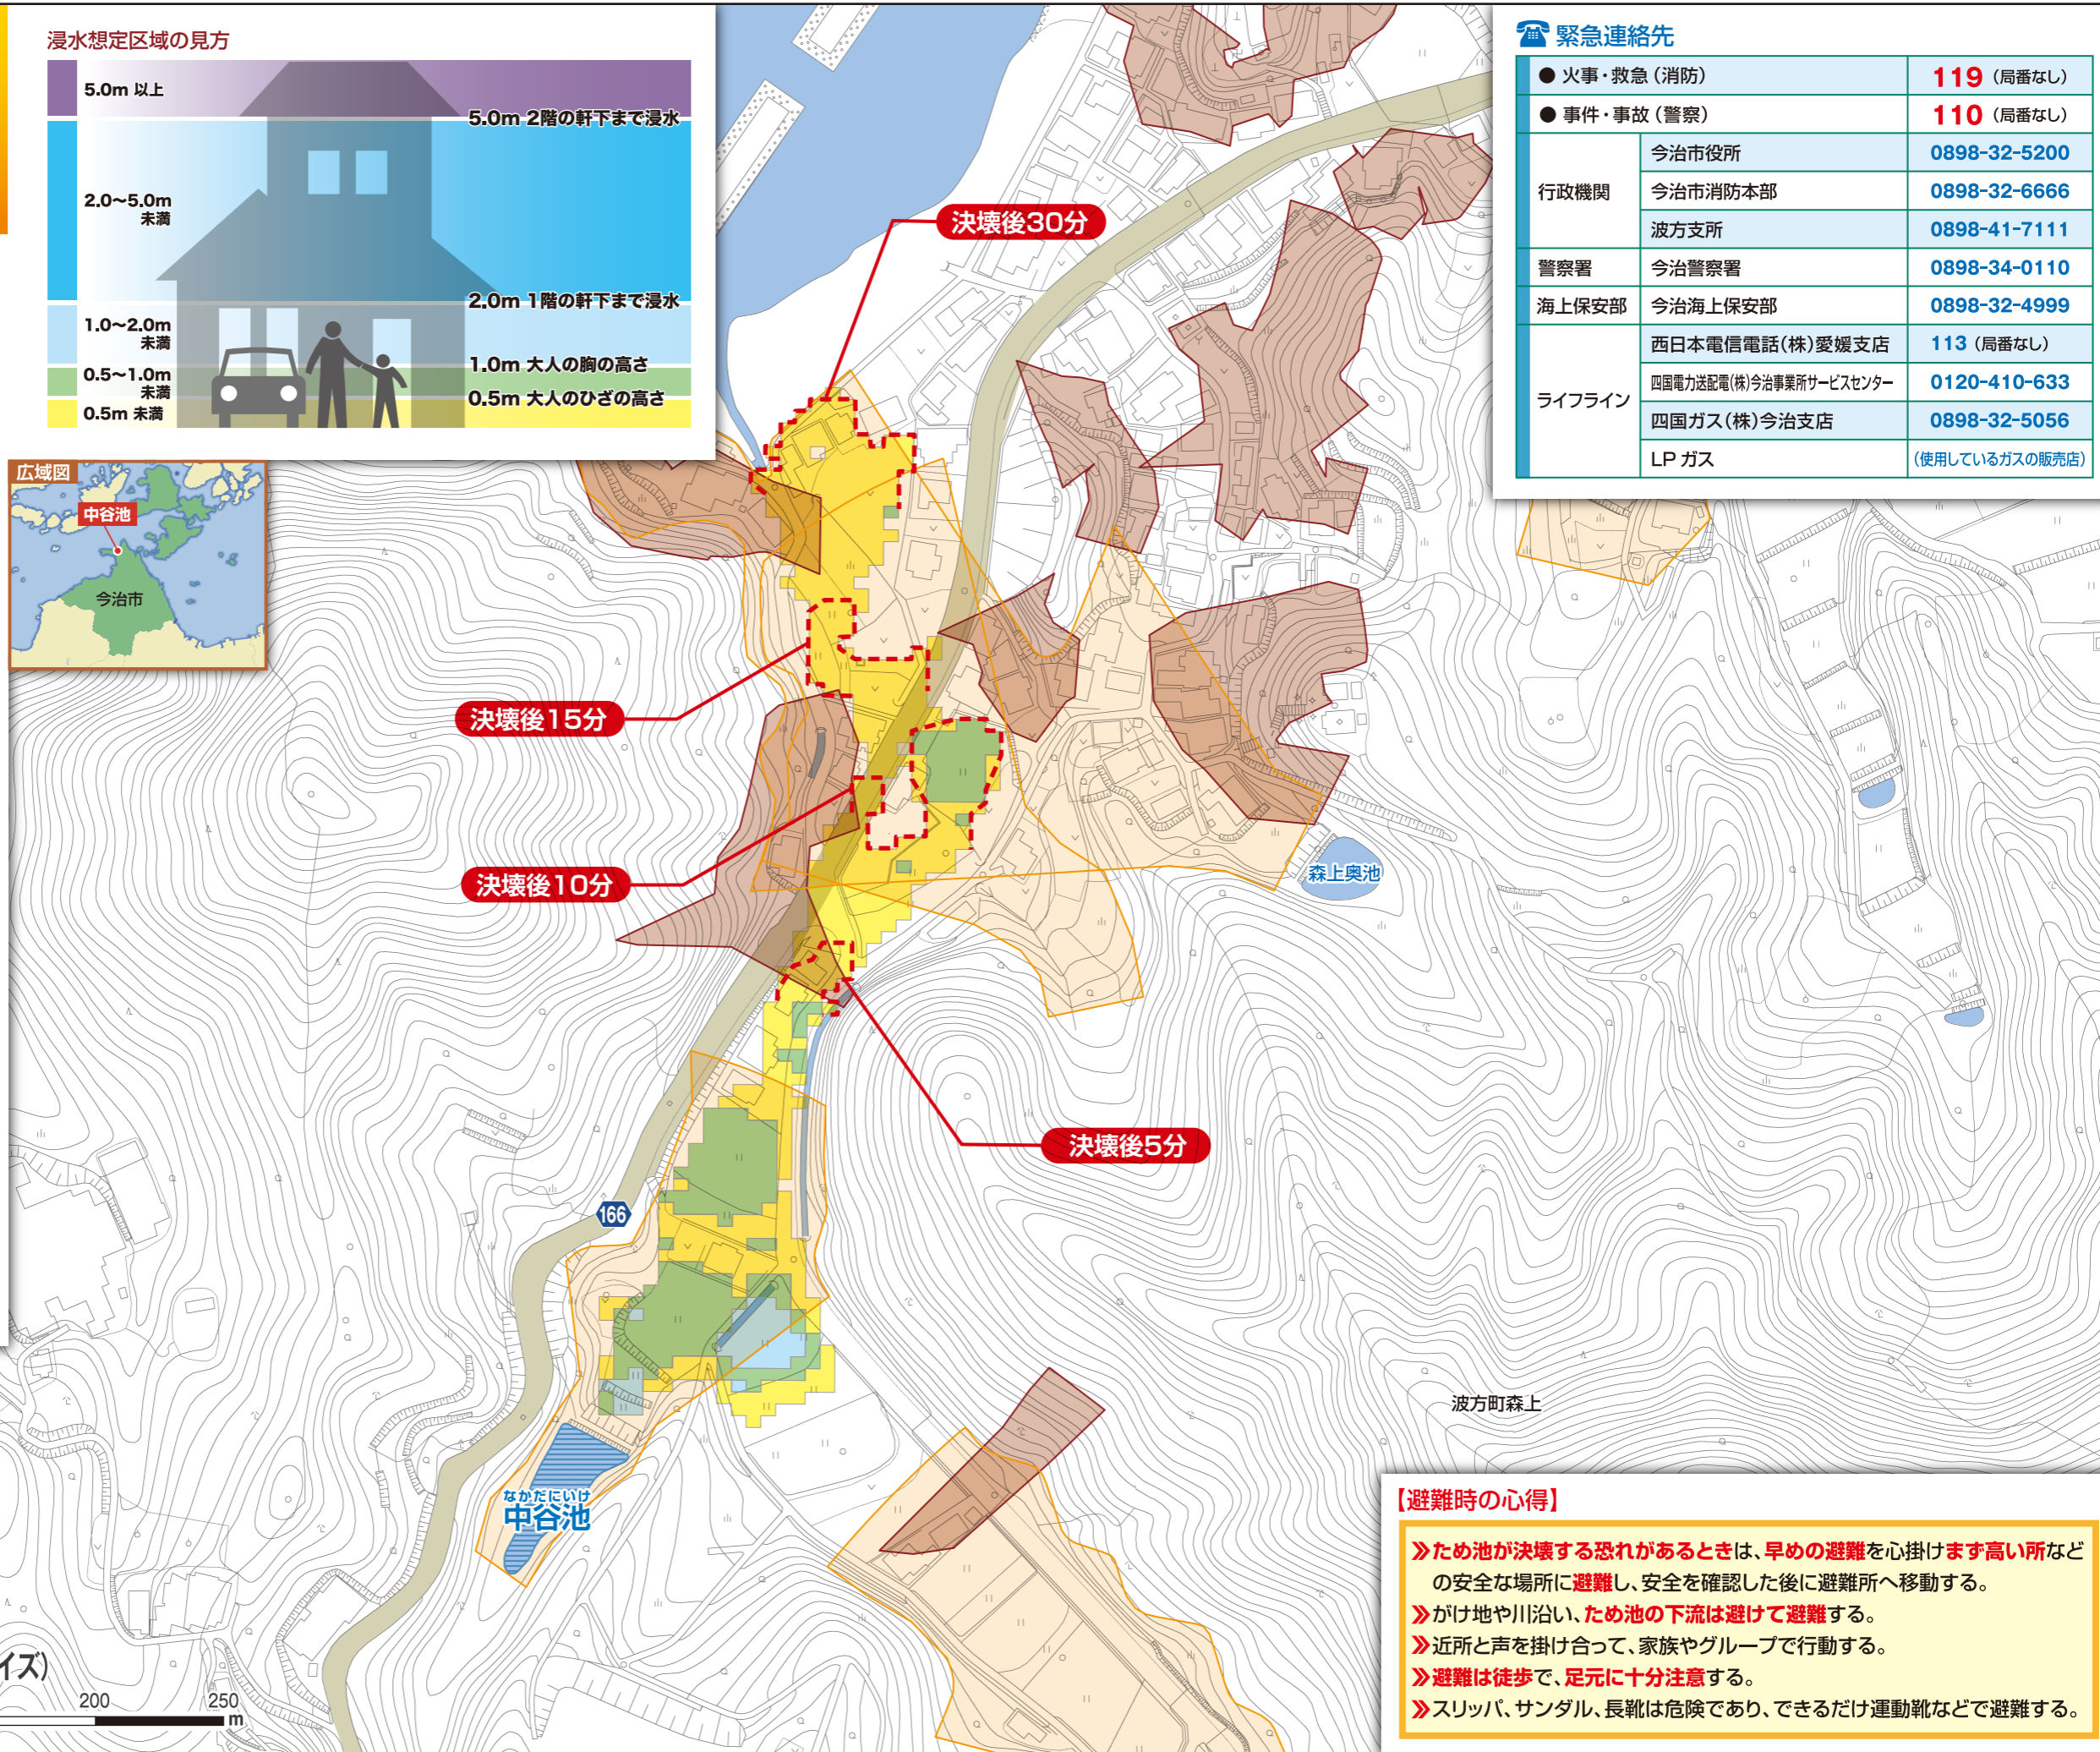 浸水想定区域の見方
5.0m 以上
5.0m 2階の軒下まで浸水
2.0～5.0m
未満
2.0m 1階の軒下まで浸水
1.0～2.0m
未満
1.0m 大人の胸の高さ
0.5～1.0m
未満
0.5m 大人のひざの高さ
0.5m 未満
緊急連絡先
● 火事・救急（消防） 119（局番なし）
● 事件・事故（警察） 110（局番なし）
行政機関
今治市役所 0898-32-5200
今治市消防本部 0898-32-6666
波方支所 0898-41-7111
警察署 今治警察署 0898-34-0110
海上保安部 今治海上保安部 0898-32-4999
ライフライン
西日本電信電話(株)愛媛支店 113（局番なし）
四国電力送配電(株)今治事業所サービスセンター 0120-410-633
四国ガス(株)今治支店 0898-32-5056
LP ガス （使用しているガスの販売店）
広域図
中谷池
今治市
決壊後30分
決壊後15分
決壊後10分
決壊後5分
森上奥池
166
波方町森上
なかだにいけ
中谷池
イズ）
200 250
m
【避難時の心得】
≫ため池が決壊する恐れがあるときは、早めの避難を心掛けまず高い所など
の安全な場所に避難し、安全を確認した後に避難所へ移動する。
≫がけ地や川沿い、ため池の下流は避けて避難する。
≫近所と声を掛け合って、家族やグループで行動する。
≫避難は徒歩で、足元に十分注意する。
≫スリッパ、サンダル、長靴は危険であり、できるだけ運動靴などで避難する。